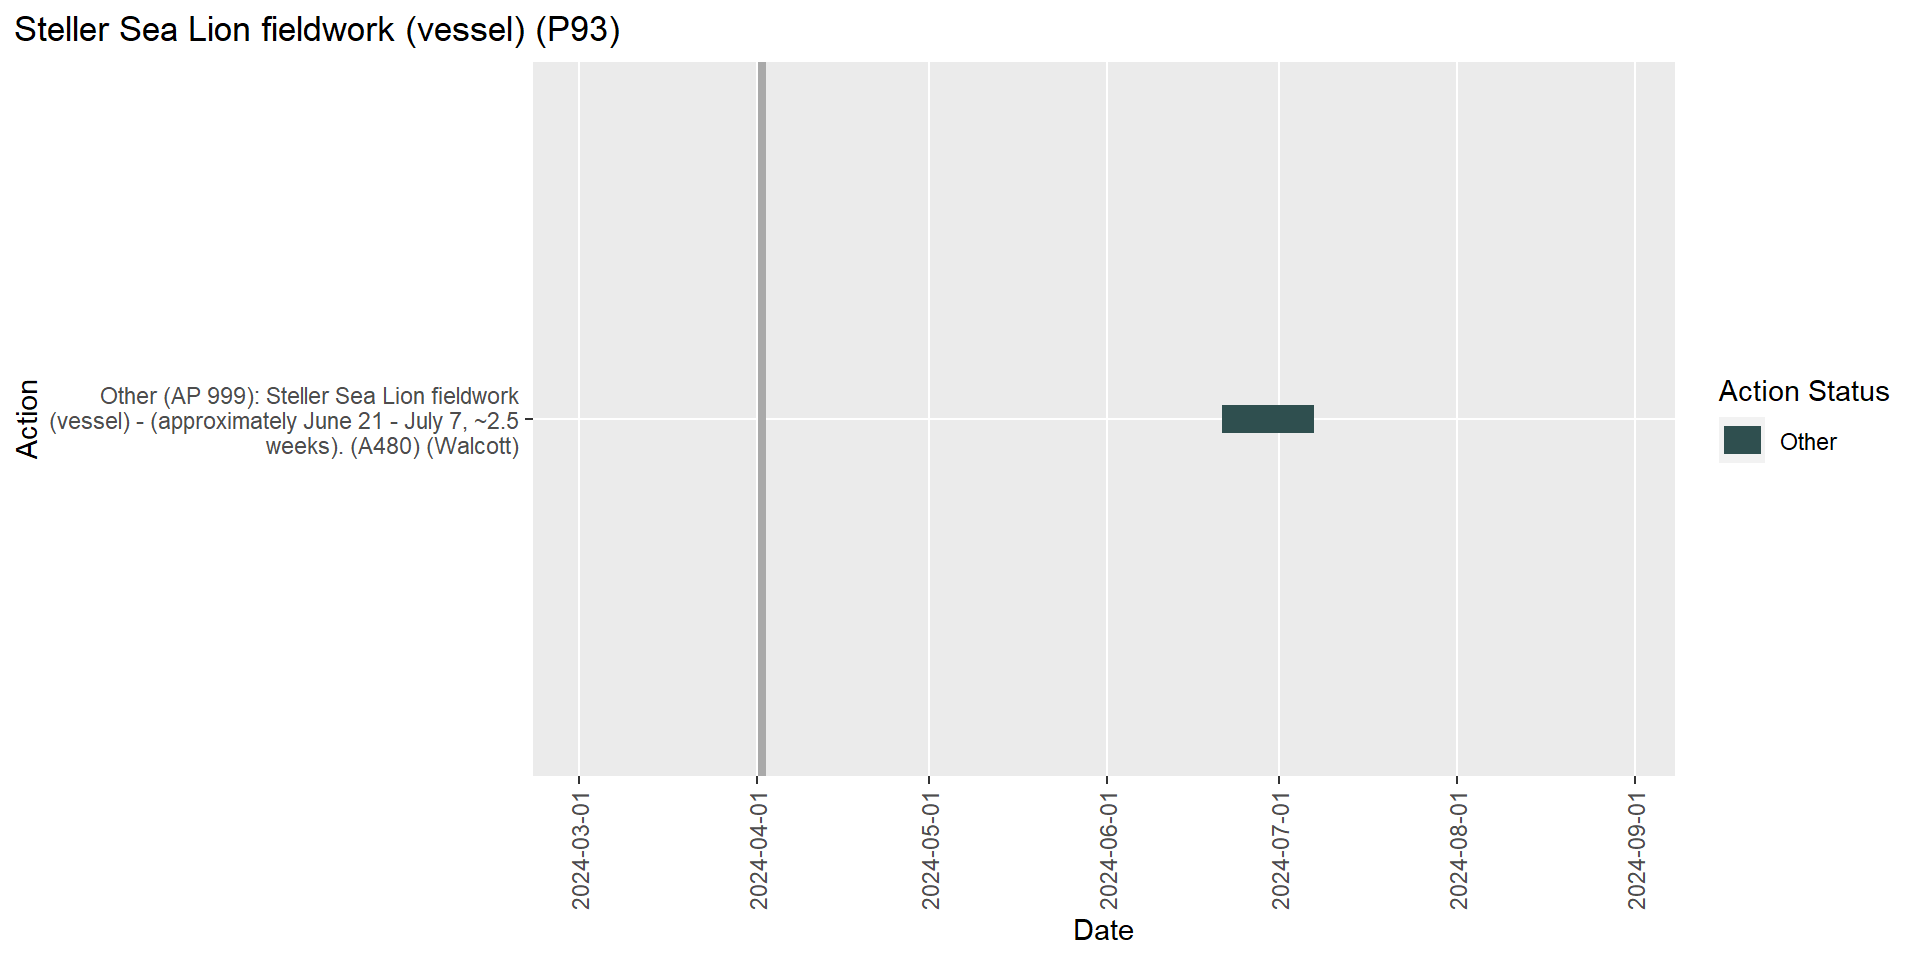 Steller Sea Lion fieldwork (vessel) (P93)
Action
Other (AP 999): Steller Sea Lion fieldwork
(vessel) - (approximately June 21 - July 7, ~2.5
weeks). (A480) (Walcott)
Action Status
Other
2024-03-01
2024-04-01
2024-05-01
2024-06-01
2024-07-01
2024-08-01
2024-09-01
Date